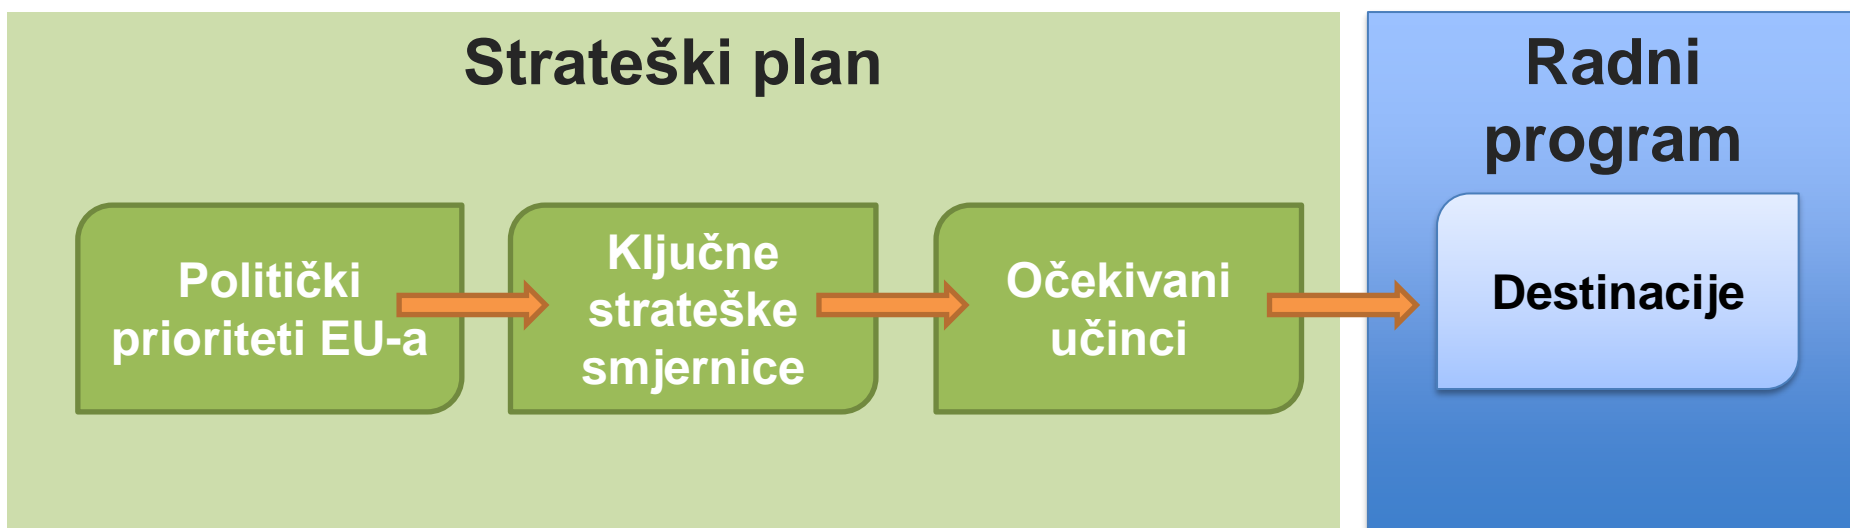 Strateški plan
Radni
program
Politički
prioriteti EU-a
Ključne
strateške
smjernice
Očekivani
učinci
Destinacije